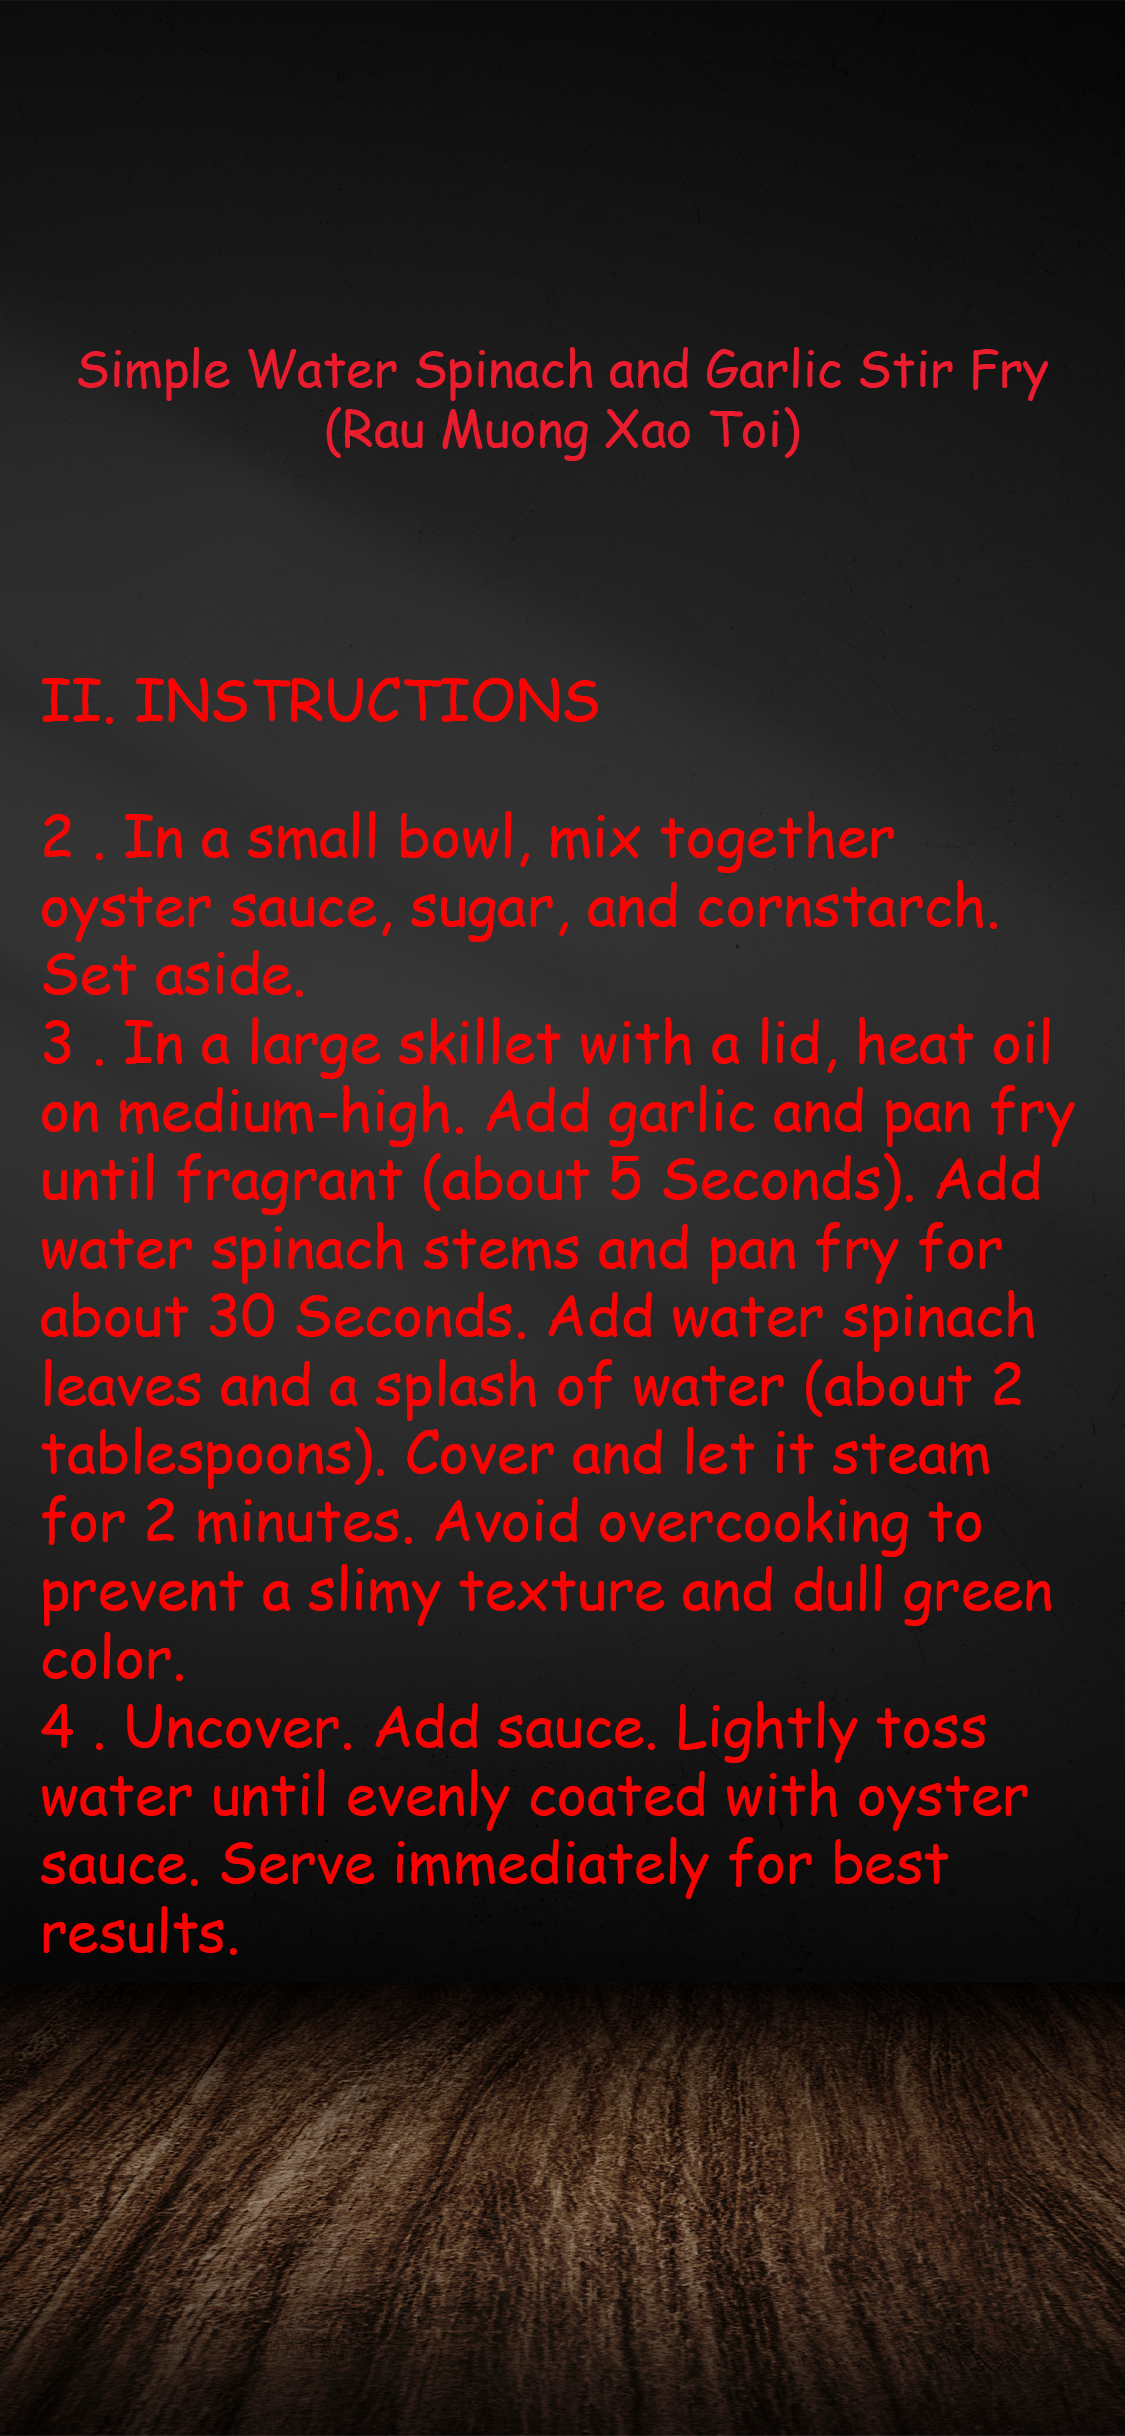 Simple Water Spinach and Garlic Stir Fry
(Rau Muong Xao Toi)
II. INSTRUCTIONS
2 . In a small bowl, mix together
oyster sauce, sugar, and cornstarch.
Set aside.
3 . In a large skillet with a lid, heat oil
on medium-high. Add garlic and pan fry
until fragrant (about 5 Seconds). Add
water spinach stems and pan fry for
about 30 Seconds. Add water spinach
leaves and a splash of water (about 2
tablespoons). Cover and let it steam
for 2 minutes. Avoid overcooking to
prevent a slimy texture and dull green
color.
4 . Uncover. Add sauce. Lightly toss
water until evenly coated with oyster
sauce. Serve immediately for best
results.